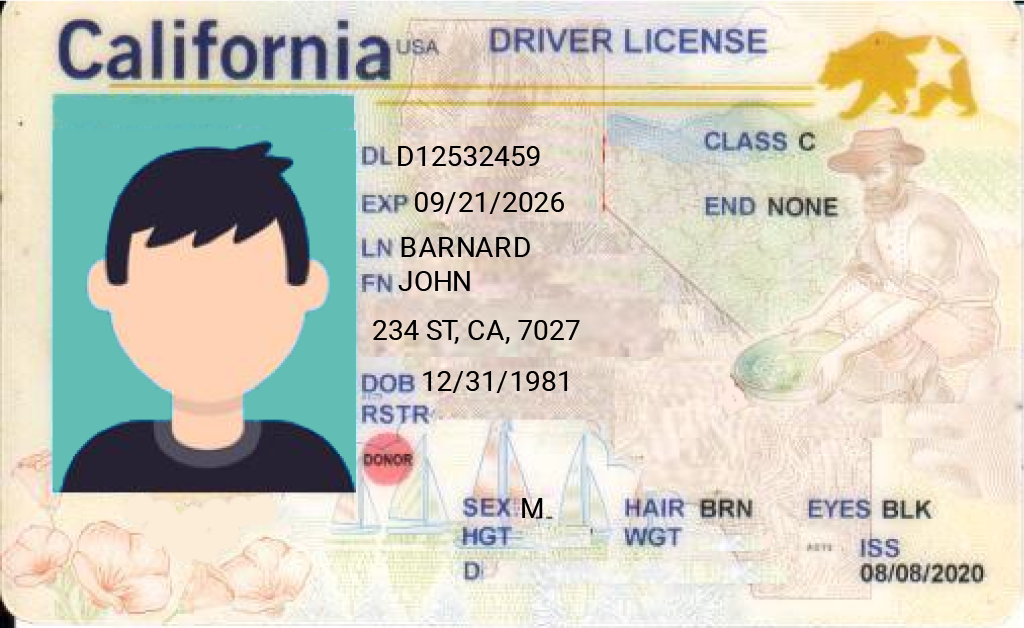 California USA DRIVER LICENSE
DL D12532459
CLASS C
EXP 09/21/2026
END NONE
LN BARNARD
FN JOHN
234 ST, CA, 7027
DOB 12/31/1981
RSTR
DONOR
SEX M HAIR BRN EYES BLK
HGT WGT ISS
D 08/08/2020